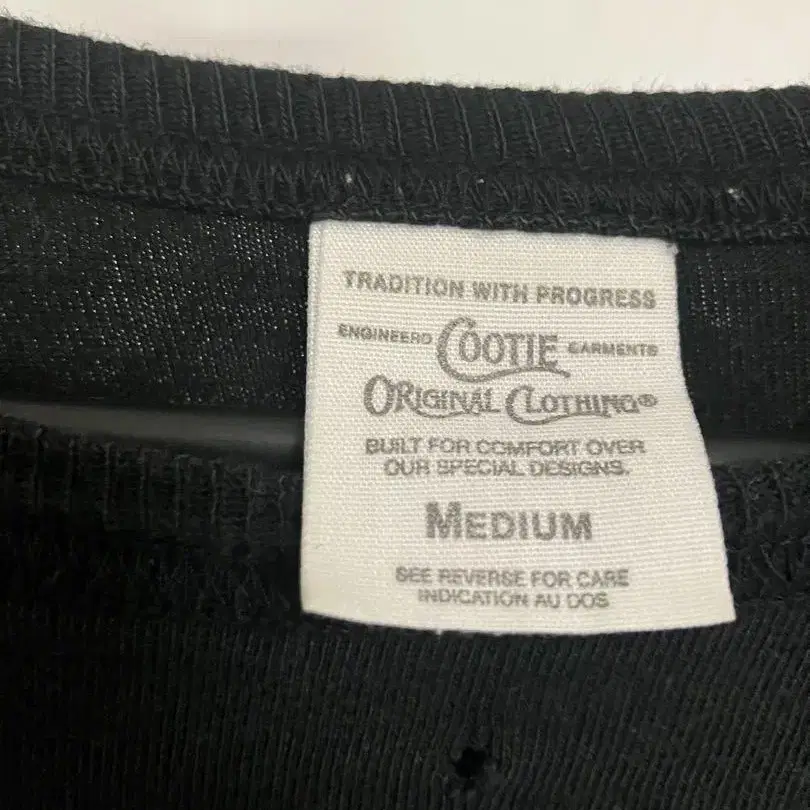 TRADITION WITH PROGRESS
ENGINEERD COOTIE GARMENTS
ORIGINAL CLOTHING®
BUILT FOR COMFORT OVER
OUR SPECIAL DESIGNS.
MEDIUM
SEE REVERSE FOR CARE
INDICATION AU DOS